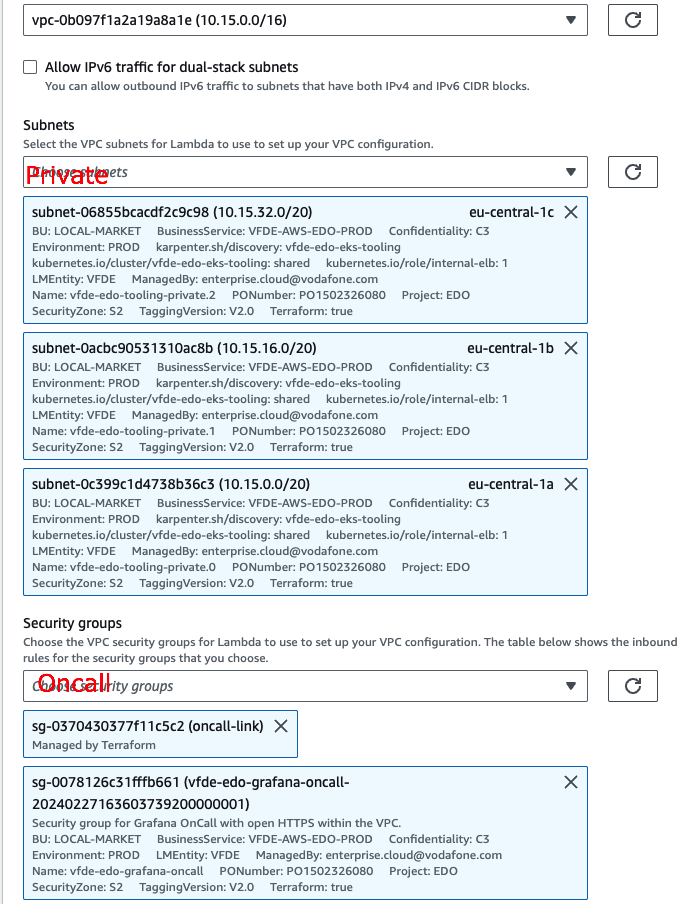 vpc-0b097f1a2a19a8a1e (10.15.0.0/16)
Allow IPv6 traffic for dual-stack subnets
You can allow outbound IPv6 traffic to subnets that have both IPv4 and IPv6 CIDR blocks.
Subnets
Select the VPC subnets for Lambda to use to set up your VPC configuration.
Choose subnets
Private
subnet-06855bcacdf2c9c98 (10.15.32.0/20) eu-central-1c
BU: LOCAL-MARKET BusinessService: VFDE-AWS-EDO-PROD Confidentiality: C3
Environment: PROD karpenter.sh/discovery: vfde-edo-eks-tooling
kubernetes.io/cluster/vfde-edo-eks-tooling: shared kubernetes.io/role/internal-elb: 1
LMEntity: VFDE ManagedBy: enterprise.cloud@vodafone.com
Name: vfde-edo-tooling-private.2 PONumber: PO1502326080 Project: EDO
SecurityZone: S2 TaggingVersion: V2.0 Terraform: true
subnet-0acbc90531310ac8b (10.15.16.0/20) eu-central-1b
BU: LOCAL-MARKET BusinessService: VFDE-AWS-EDO-PROD Confidentiality: C3
Environment: PROD karpenter.sh/discovery: vfde-edo-eks-tooling
kubernetes.io/cluster/vfde-edo-eks-tooling: shared kubernetes.io/role/internal-elb: 1
LMEntity: VFDE ManagedBy: enterprise.cloud@vodafone.com
Name: vfde-edo-tooling-private.1 PONumber: PO1502326080 Project: EDO
SecurityZone: S2 TaggingVersion: V2.0 Terraform: true
subnet-0c399c1d4738b36c3 (10.15.0.0/20) eu-central-1a
BU: LOCAL-MARKET BusinessService: VFDE-AWS-EDO-PROD Confidentiality: C3
Environment: PROD karpenter.sh/discovery: vfde-edo-eks-tooling
kubernetes.io/cluster/vfde-edo-eks-tooling: shared kubernetes.io/role/internal-elb: 1
LMEntity: VFDE ManagedBy: enterprise.cloud@vodafone.com
Name: vfde-edo-tooling-private.0 PONumber: PO1502326080 Project: EDO
SecurityZone: S2 TaggingVersion: V2.0 Terraform: true
Security groups
Choose the VPC security groups for Lambda to use to set up your VPC configuration. The table below shows the inbound
rules for the security groups that you choose.
Choose security groups
Oncall
sg-0370430377f11c5c2 (oncall-link)
Managed by Terraform
sg-0078126c31fffb661 (vfde-edo-grafana-oncall-
20240227163603739200000001)
Security group for Grafana OnCall with open HTTPS within the VPC.
BU: LOCAL-MARKET BusinessService: VFDE-AWS-EDO-PROD Confidentiality: C3
Environment: PROD LMEntity: VFDE ManagedBy: enterprise.cloud@vodafone.com
Name: vfde-edo-grafana-oncall PONumber: PO1502326080 Project: EDO
SecurityZone: S2 TaggingVersion: V2.0 Terraform: true